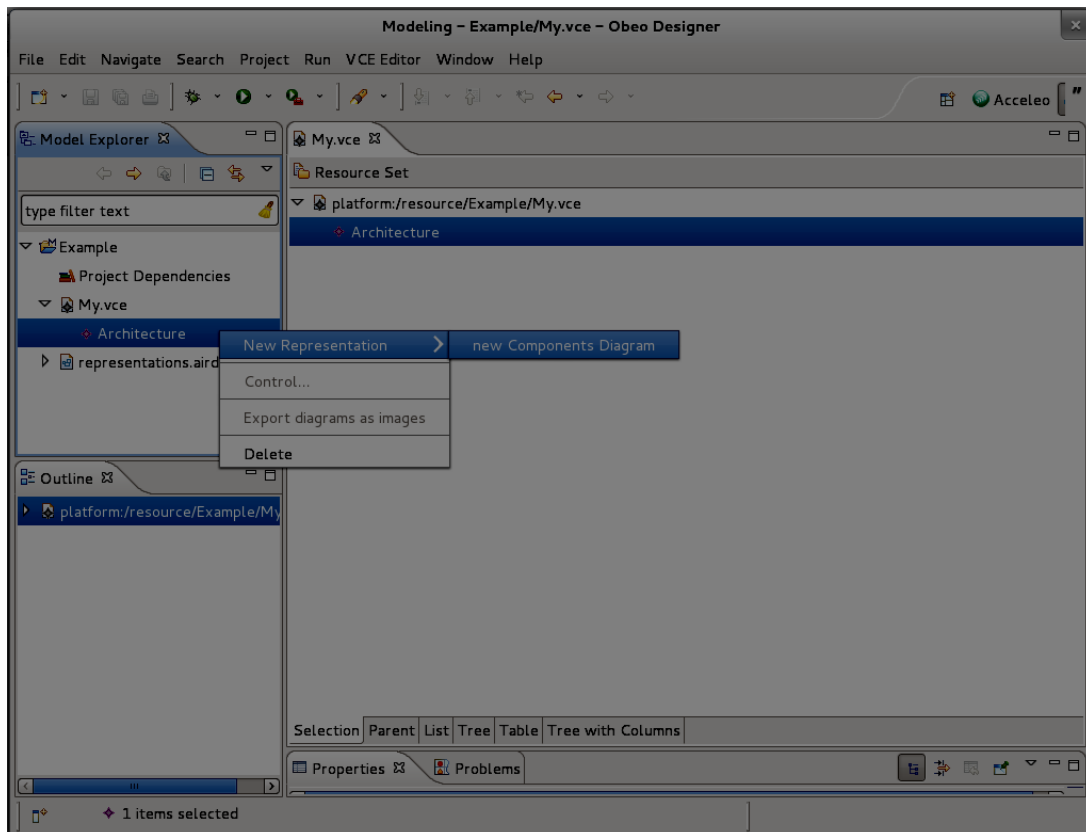 Modeling – Example/My.vce – Obeo Designer
File Edit Navigate Search Project Run VCE Editor Window Help
Acceleo "
Model Explorer
My.vce
Resource Set
type filter text
platform:/resource/Example/My.vce
Architecture
Example
Project Dependencies
My.vce
Architecture
representations.aird
New Representation
new Components Diagram
Control...
Export diagrams as images
Delete
Outline
platform:/resource/Example/My
Selection Parent List Tree Table Tree with Columns
Properties Problems
1 items selected